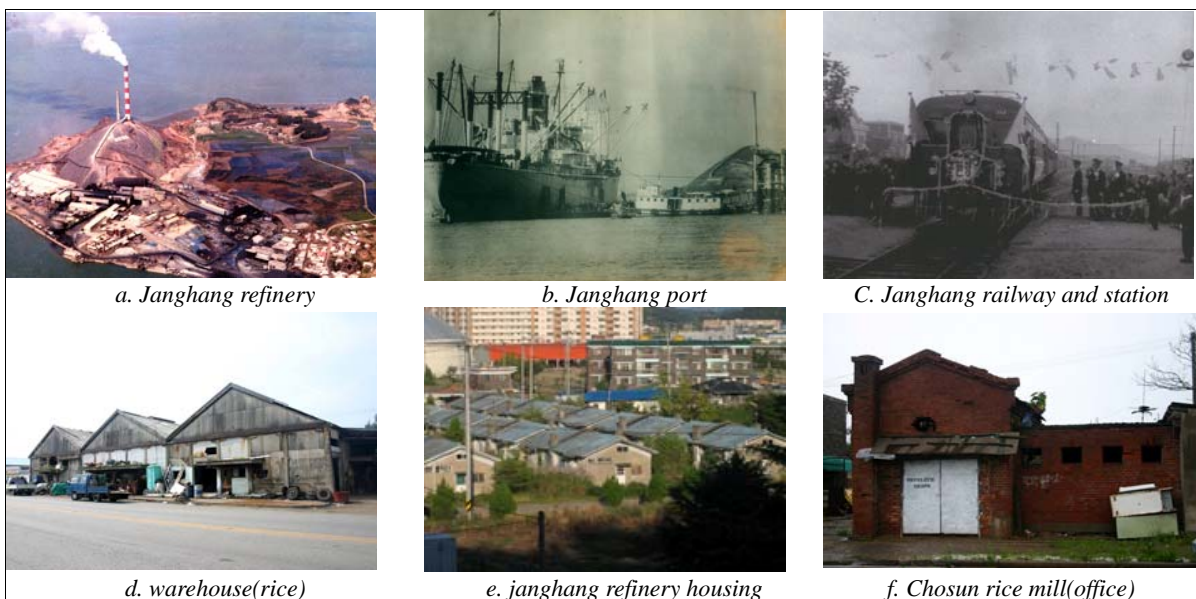 a. Janghang refinery
b. Janghang port
C. Janghang railway and station
d. warehouse(rice)
e. janghang refinery housing
f. Chosun rice mill(office)